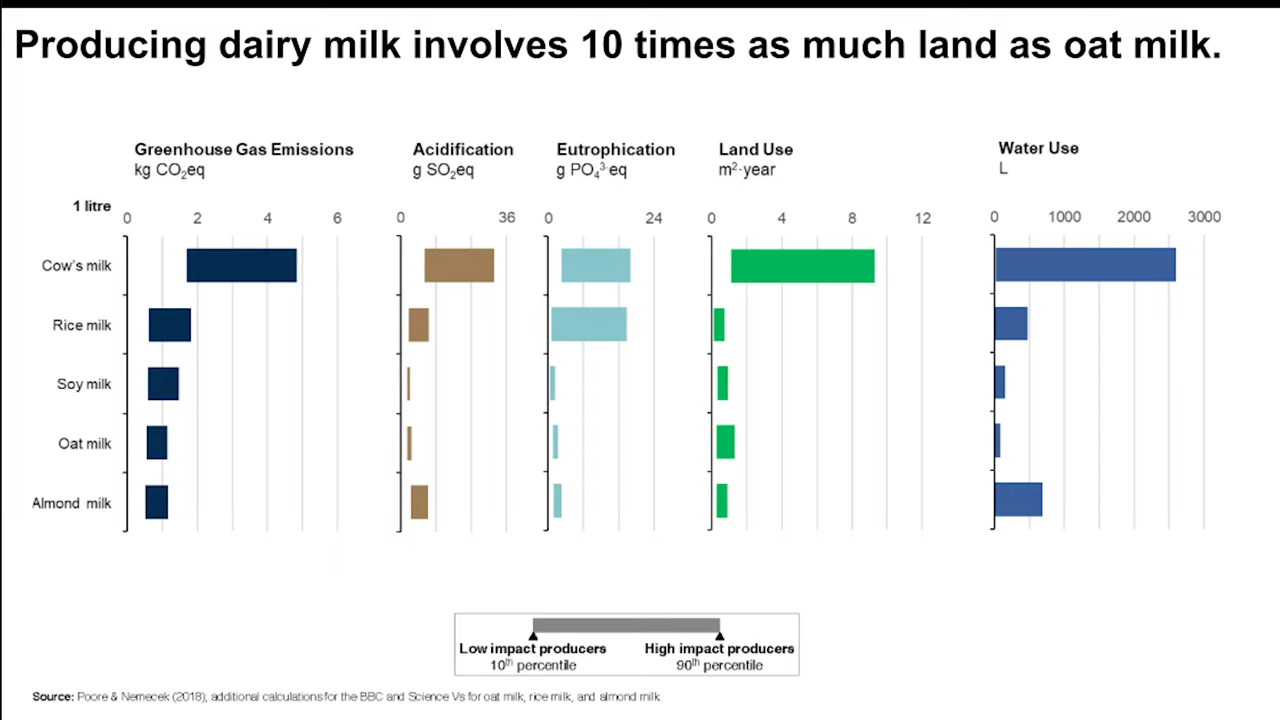 Producing dairy milk involves 10 times as much land as oat milk.
Greenhouse Gas Emissions Acidification Eutrophication Land Use Water Use
kg CO₂eq g SO₂eq g PO₄³⁻eq m²·year L
1 litre
0 2 4 6 0 36 0 24 0 4 8 12 0 1000 2000 3000
Cow's milk
Rice milk
Soy milk
Oat milk
Almond milk
Low impact producers High impact producers
10th percentile 90th percentile
Source: Poore & Nemecek (2018); additional calculations for the BBC and Science Vs for oat milk, rice milk, and almond milk